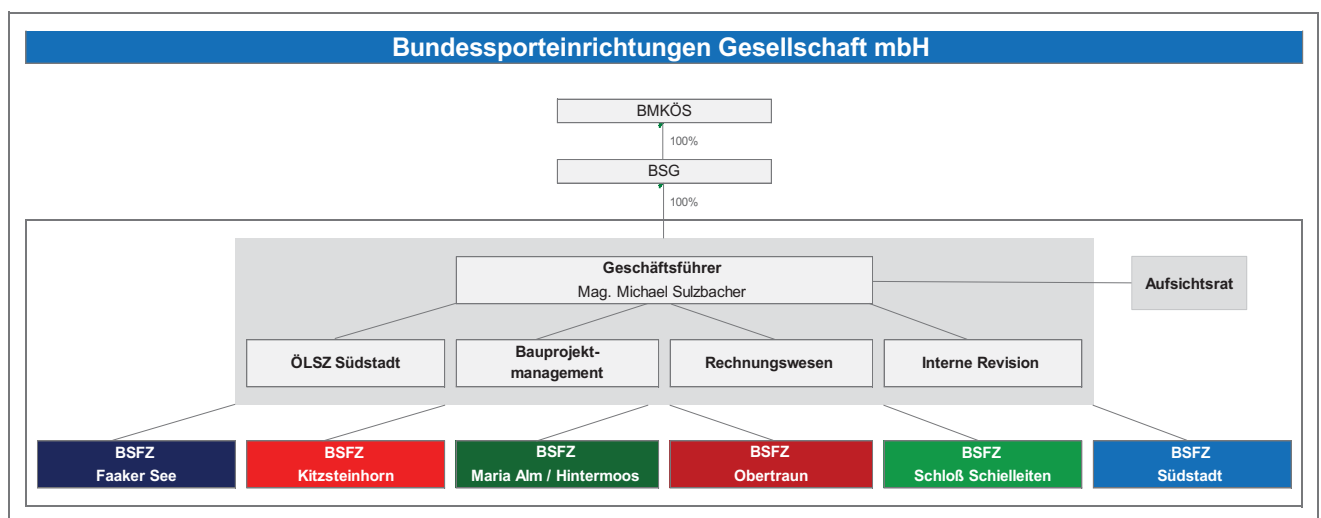 Bundessporteinrichtungen Gesellschaft mbH
BMKÖS
100%
BSG
100%
Geschäftsführer
Mag. Michael Sulzbacher
Aufsichtsrat
ÖLSZ Südstadt
Bauprojekt-
management
Rechnungswesen
Interne Revision
BSFZ
Faaker See
BSFZ
Kitzsteinhorn
BSFZ
Maria Alm / Hintermoos
BSFZ
Obertraun
BSFZ
Schloß Schielleiten
BSFZ
Südstadt